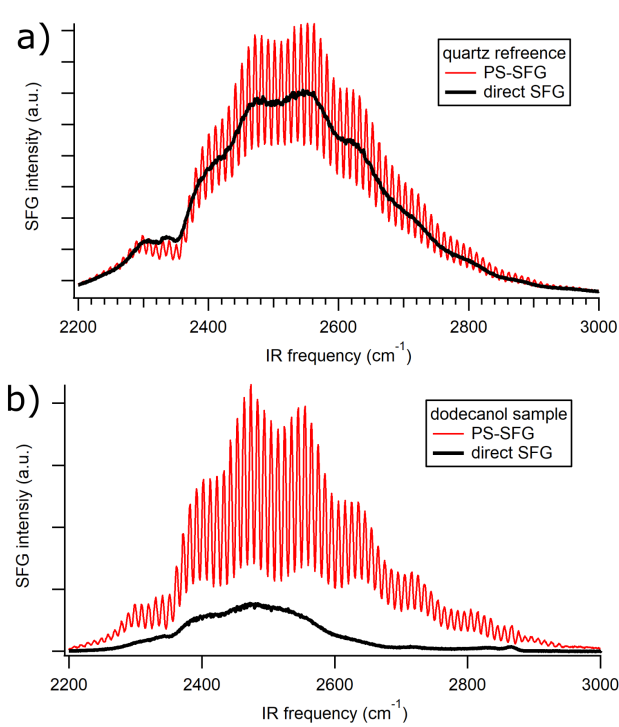 a)
SFG intensity (a.u.)
quartz refreence
PS-SFG
direct SFG
2200 2400 2600 2800 3000
IR frequency (cm⁻¹)
b)
SFG intensiy (a.u.)
dodecanol sample
PS-SFG
direct SFG
2200 2400 2600 2800 3000
IR frequency (cm⁻¹)